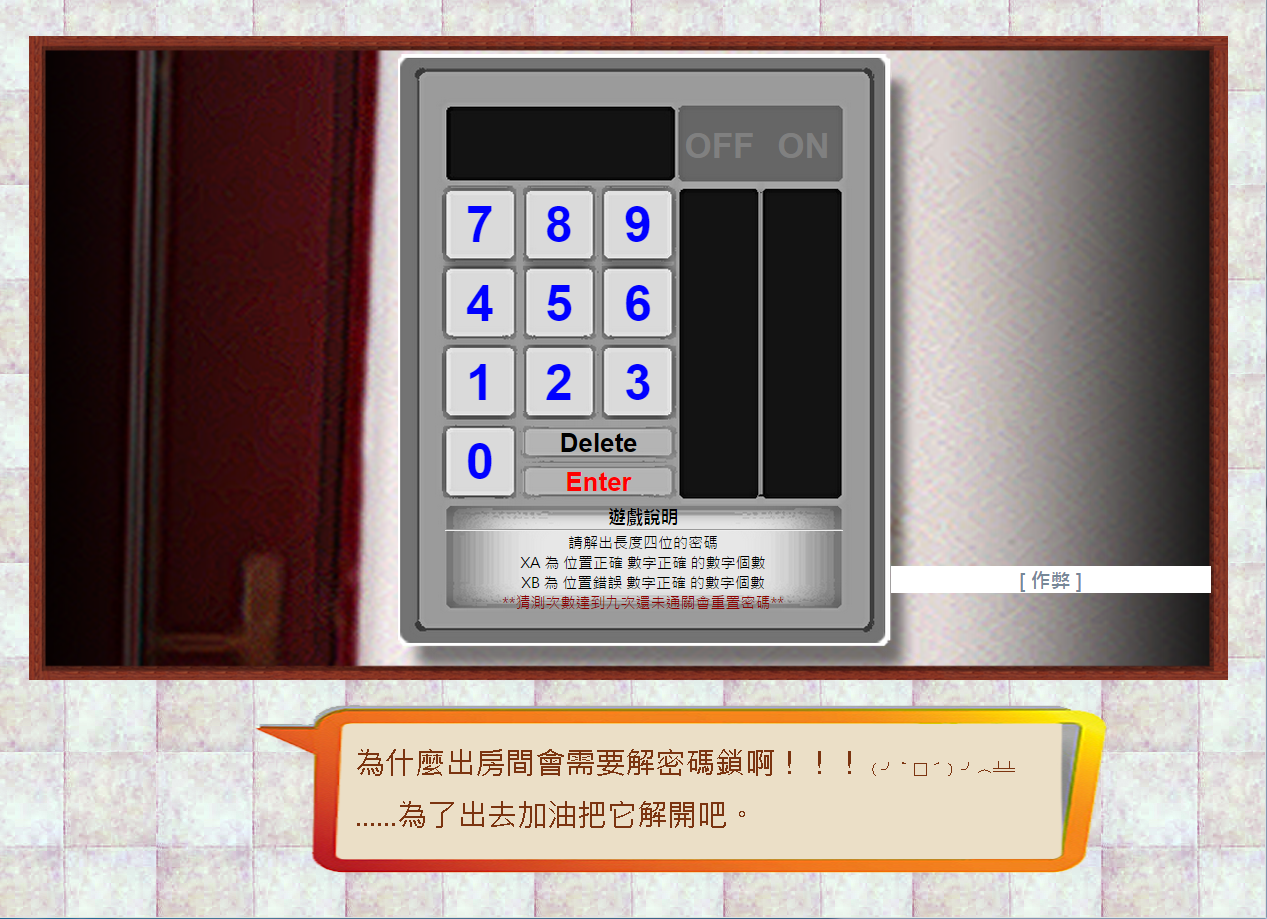 OFF ON
7 8 9
4 5 6
1 2 3
0 Delete
Enter
遊戲說明
請解出長度四位的密碼
XA 為 位置正確 數字正確 的數字個數
XB 為 位置錯誤 數字正確 的數字個數
**猜測次數達到九次還未通關會重置密碼**
[ 作弊 ]
為什麼出房間會需要解密碼鎖啊！！！(╯‵□ˊ)╯︵┴┴
......為了出去加油把它解開吧。